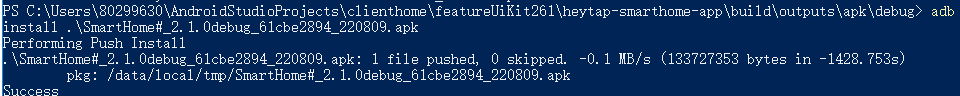 PS C:\Users\80299630\AndroidStudioProjects\clienthome\featureUiKit261\heytap-smarthome-app\build\outputs\apk\debug> adb
install .\SmartHome#_2.1.0debug_61cbe2894_220809.apk
Performing Push Install
.\SmartHome#_2.1.0debug_61cbe2894_220809.apk: 1 file pushed, 0 skipped. -0.1 MB/s (133727353 bytes in -1428.753s)
pkg: /data/local/tmp/SmartHome#_2.1.0debug_61cbe2894_220809.apk
Success